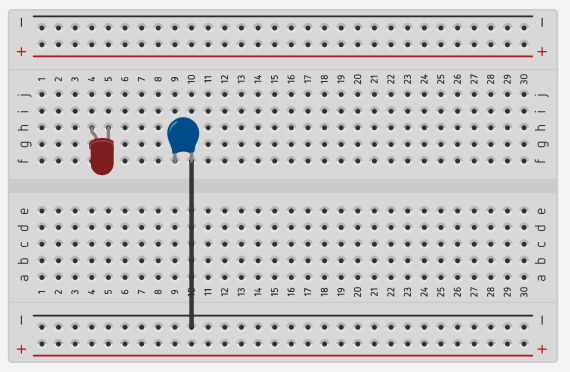 − −
+ +
1 2 3 4 5 6 7 8 9 10 11 12 13 14 15 16 17 18 19 20 21 22 23 24 25 26 27 28 29 30
j j
i i
h h
g g
f f
e e
d d
c c
b b
a a
1 2 3 4 5 6 7 8 9 10 11 12 13 14 15 16 17 18 19 20 21 22 23 24 25 26 27 28 29 30
− −
+ +